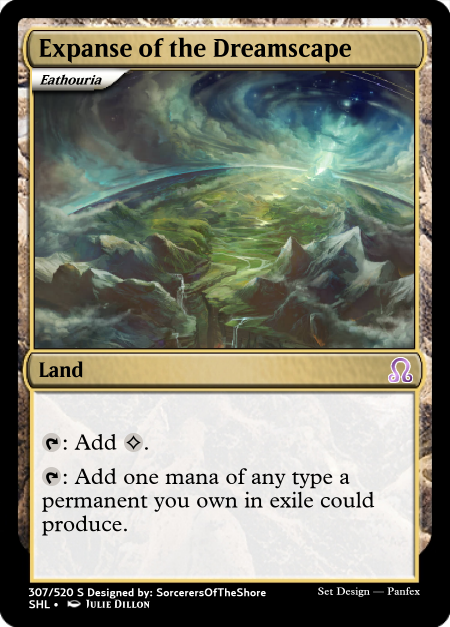 Expanse of the Dreamscape
Eathouria
Land
: Add .
: Add one mana of any type a
permanent you own in exile could
produce.
307/520 S Designed by: SorcerersOfTheShore
Set Design — Panfex
SHL • Julie Dillon